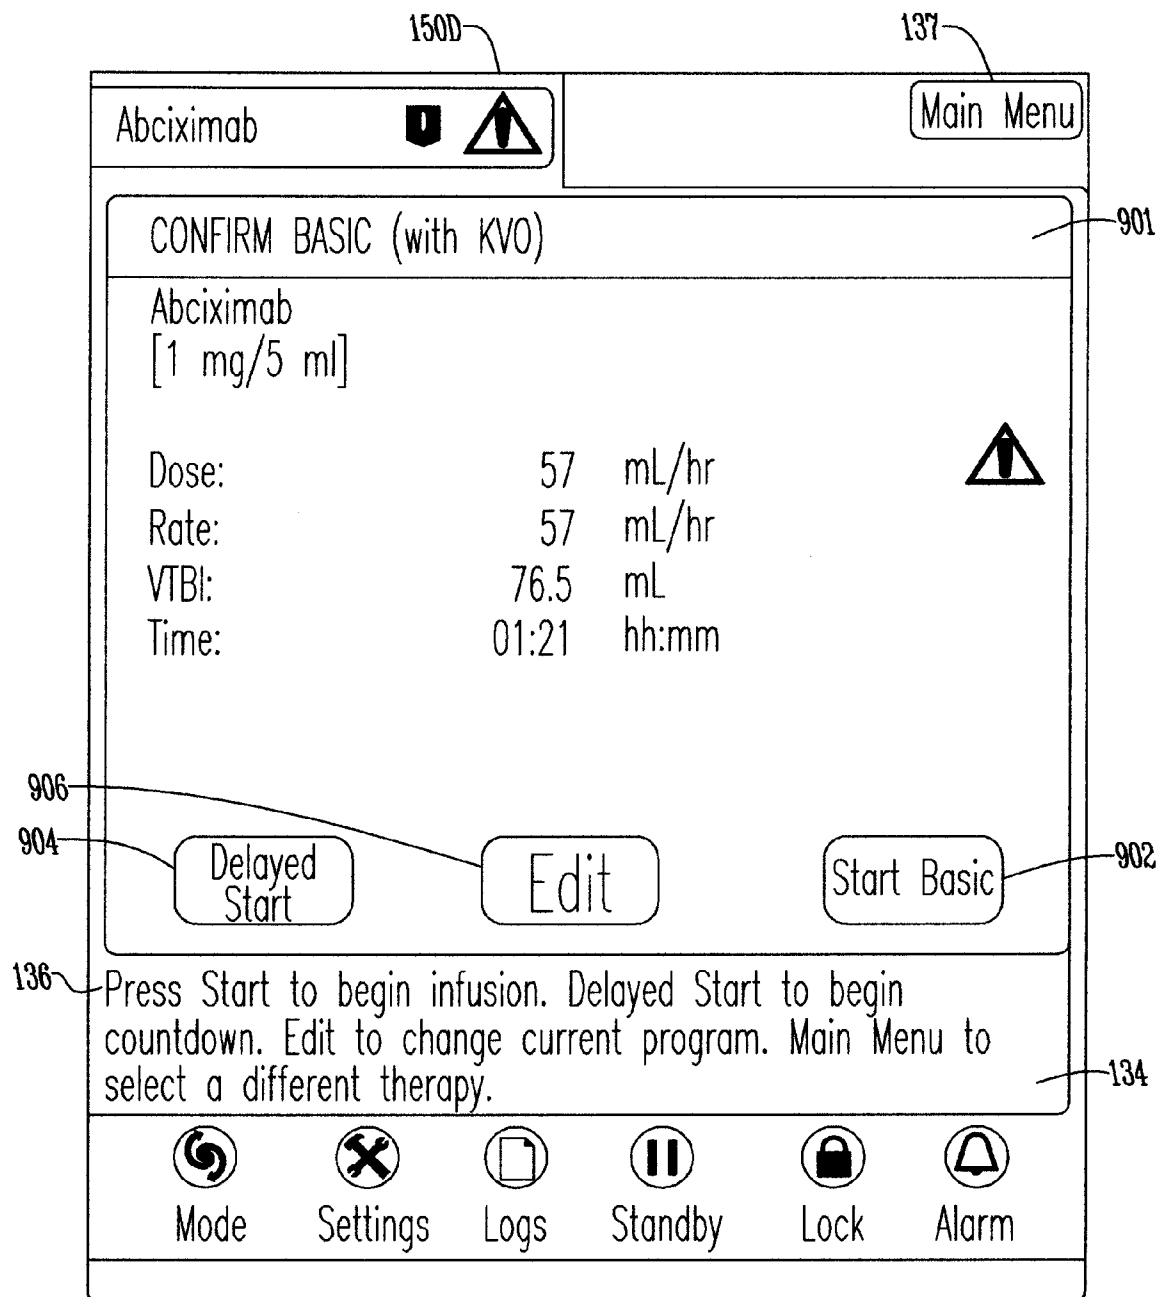 150D
137
Abciximab
Main Menu
CONFIRM BASIC (with KVO)
901
Abciximab
[1 mg/5 ml]
Dose: 57 mL/hr
Rate: 57 mL/hr
VTBI: 76.5 mL
Time: 01:21 hh:mm
906
904
Delayed
Start
Edit
Start Basic
902
136
Press Start to begin infusion. Delayed Start to begin
countdown. Edit to change current program. Main Menu to
select a different therapy.
134
Mode Settings Logs Standby Lock Alarm